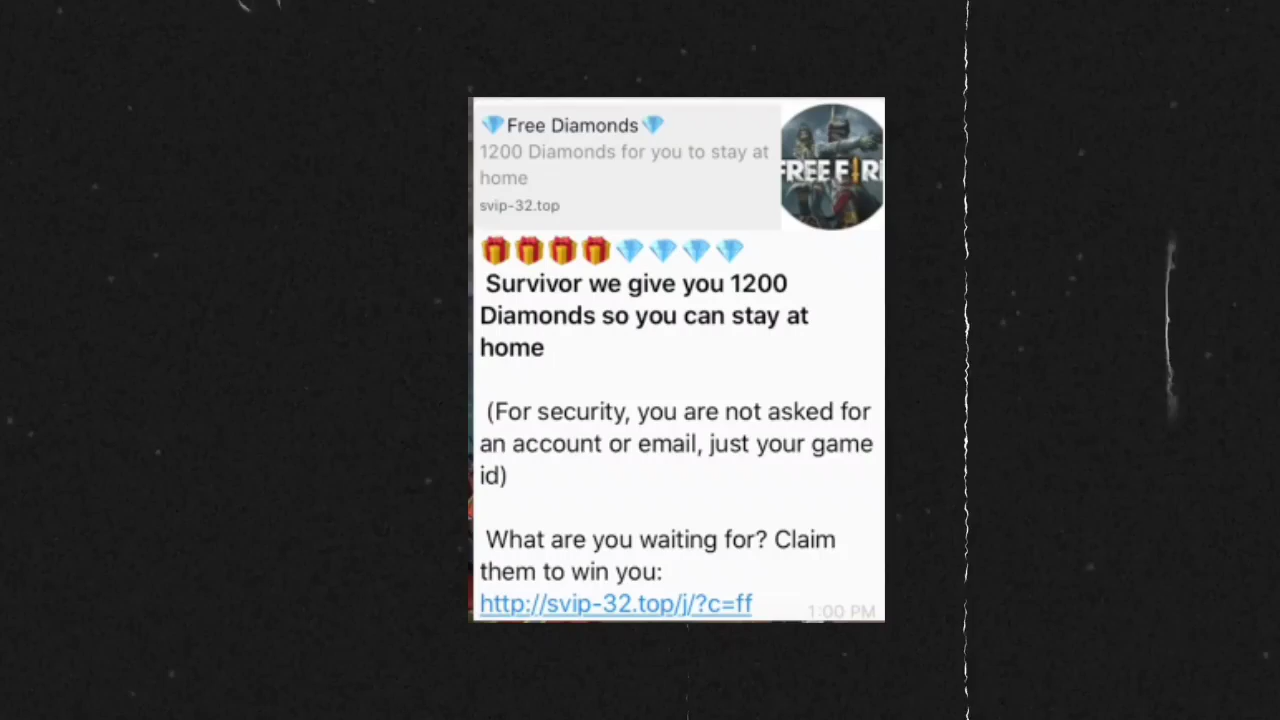 💎Free Diamonds💎
1200 Diamonds for you to stay at
home
svip-32.top
FREE FIRE
🎁🎁🎁🎁💎💎💎💎
Survivor we give you 1200
Diamonds so you can stay at
home
(For security, you are not asked for
an account or email, just your game
id)
What are you waiting for? Claim
them to win you:
http://svip-32.top/j/?c=ff
1:00 PM